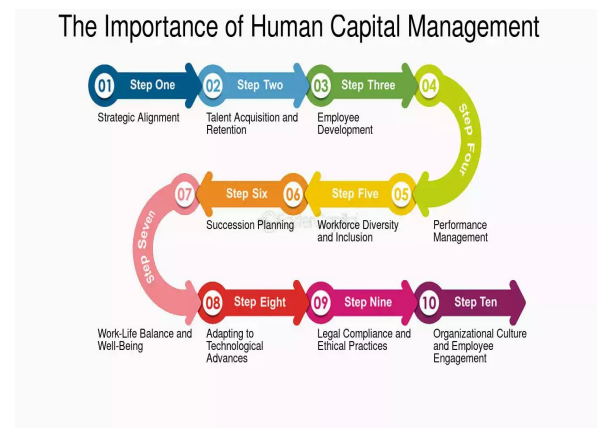 The Importance of Human Capital Management
01 Step One
02 Step Two
03 Step Three
04
Step Four
Strategic Alignment
Talent Acquisition and
Retention
Employee
Development
Performance
Management
05 Step Five
06 Step Six
07
Step Seven
Workforce Diversity
and Inclusion
Succession Planning
Work-Life Balance and
Well-Being
08 Step Eight
09 Step Nine
10 Step Ten
Adapting to
Technological
Advances
Legal Compliance and
Ethical Practices
Organizational Culture
and Employee
Engagement